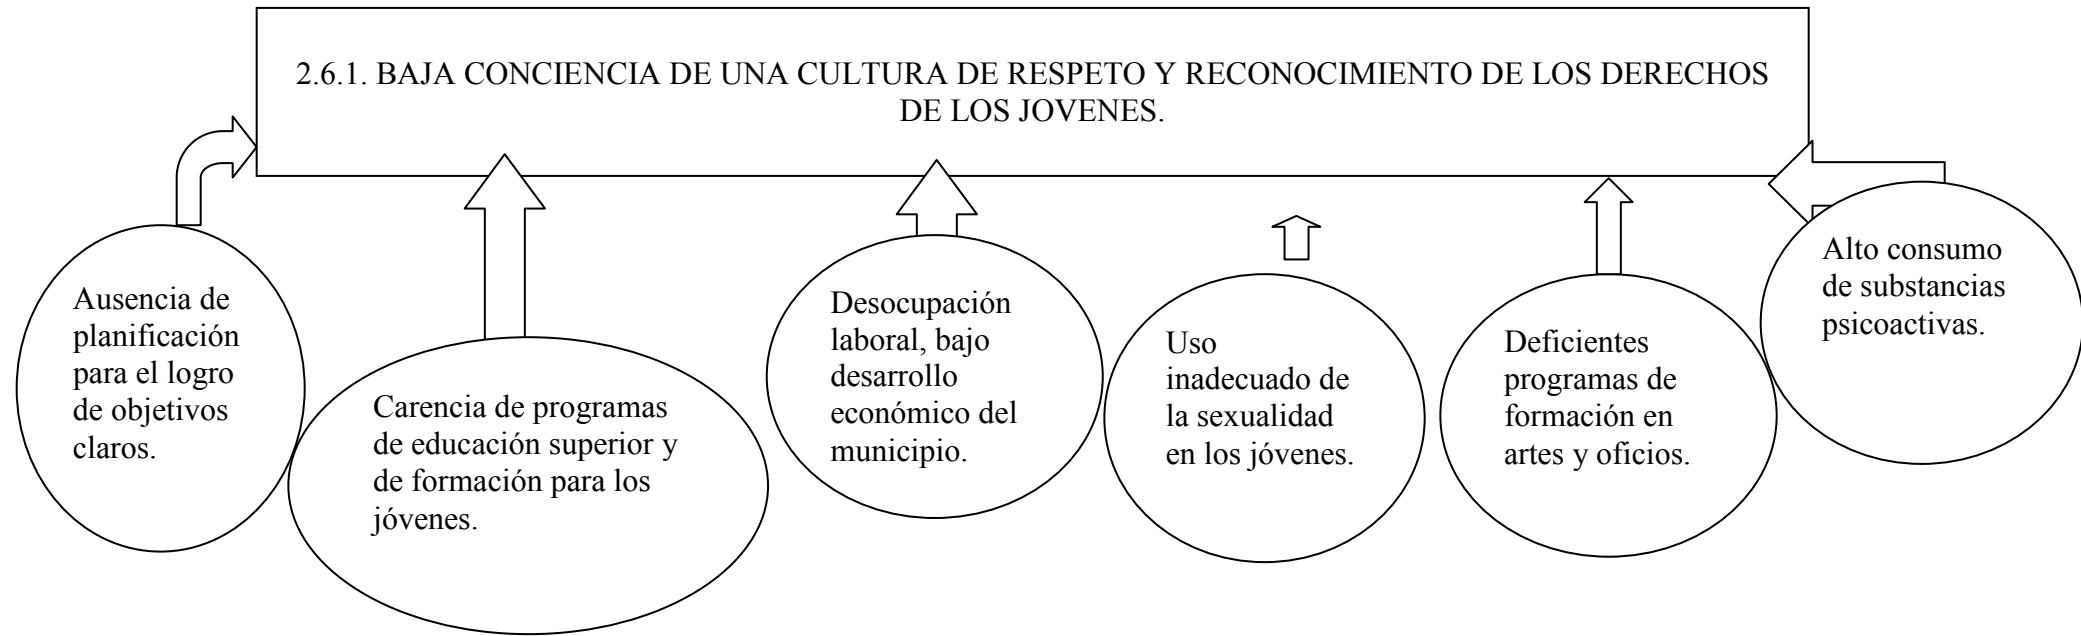 2.6.1. BAJA CONCIENCIA DE UNA CULTURA DE RESPETO Y RECONOCIMIENTO DE LOS DERECHOS
DE LOS JOVENES.
Ausencia de
planificación
para el logro
de objetivos
claros.
Carencia de programas
de educación superior y
de formación para los
jóvenes.
Desocupación
laboral, bajo
desarrollo
económico del
municipio.
Uso
inadecuado de
la sexualidad
en los jóvenes.
Deficientes
programas de
formación en
artes y oficios.
Alto consumo
de substancias
psicoactivas.